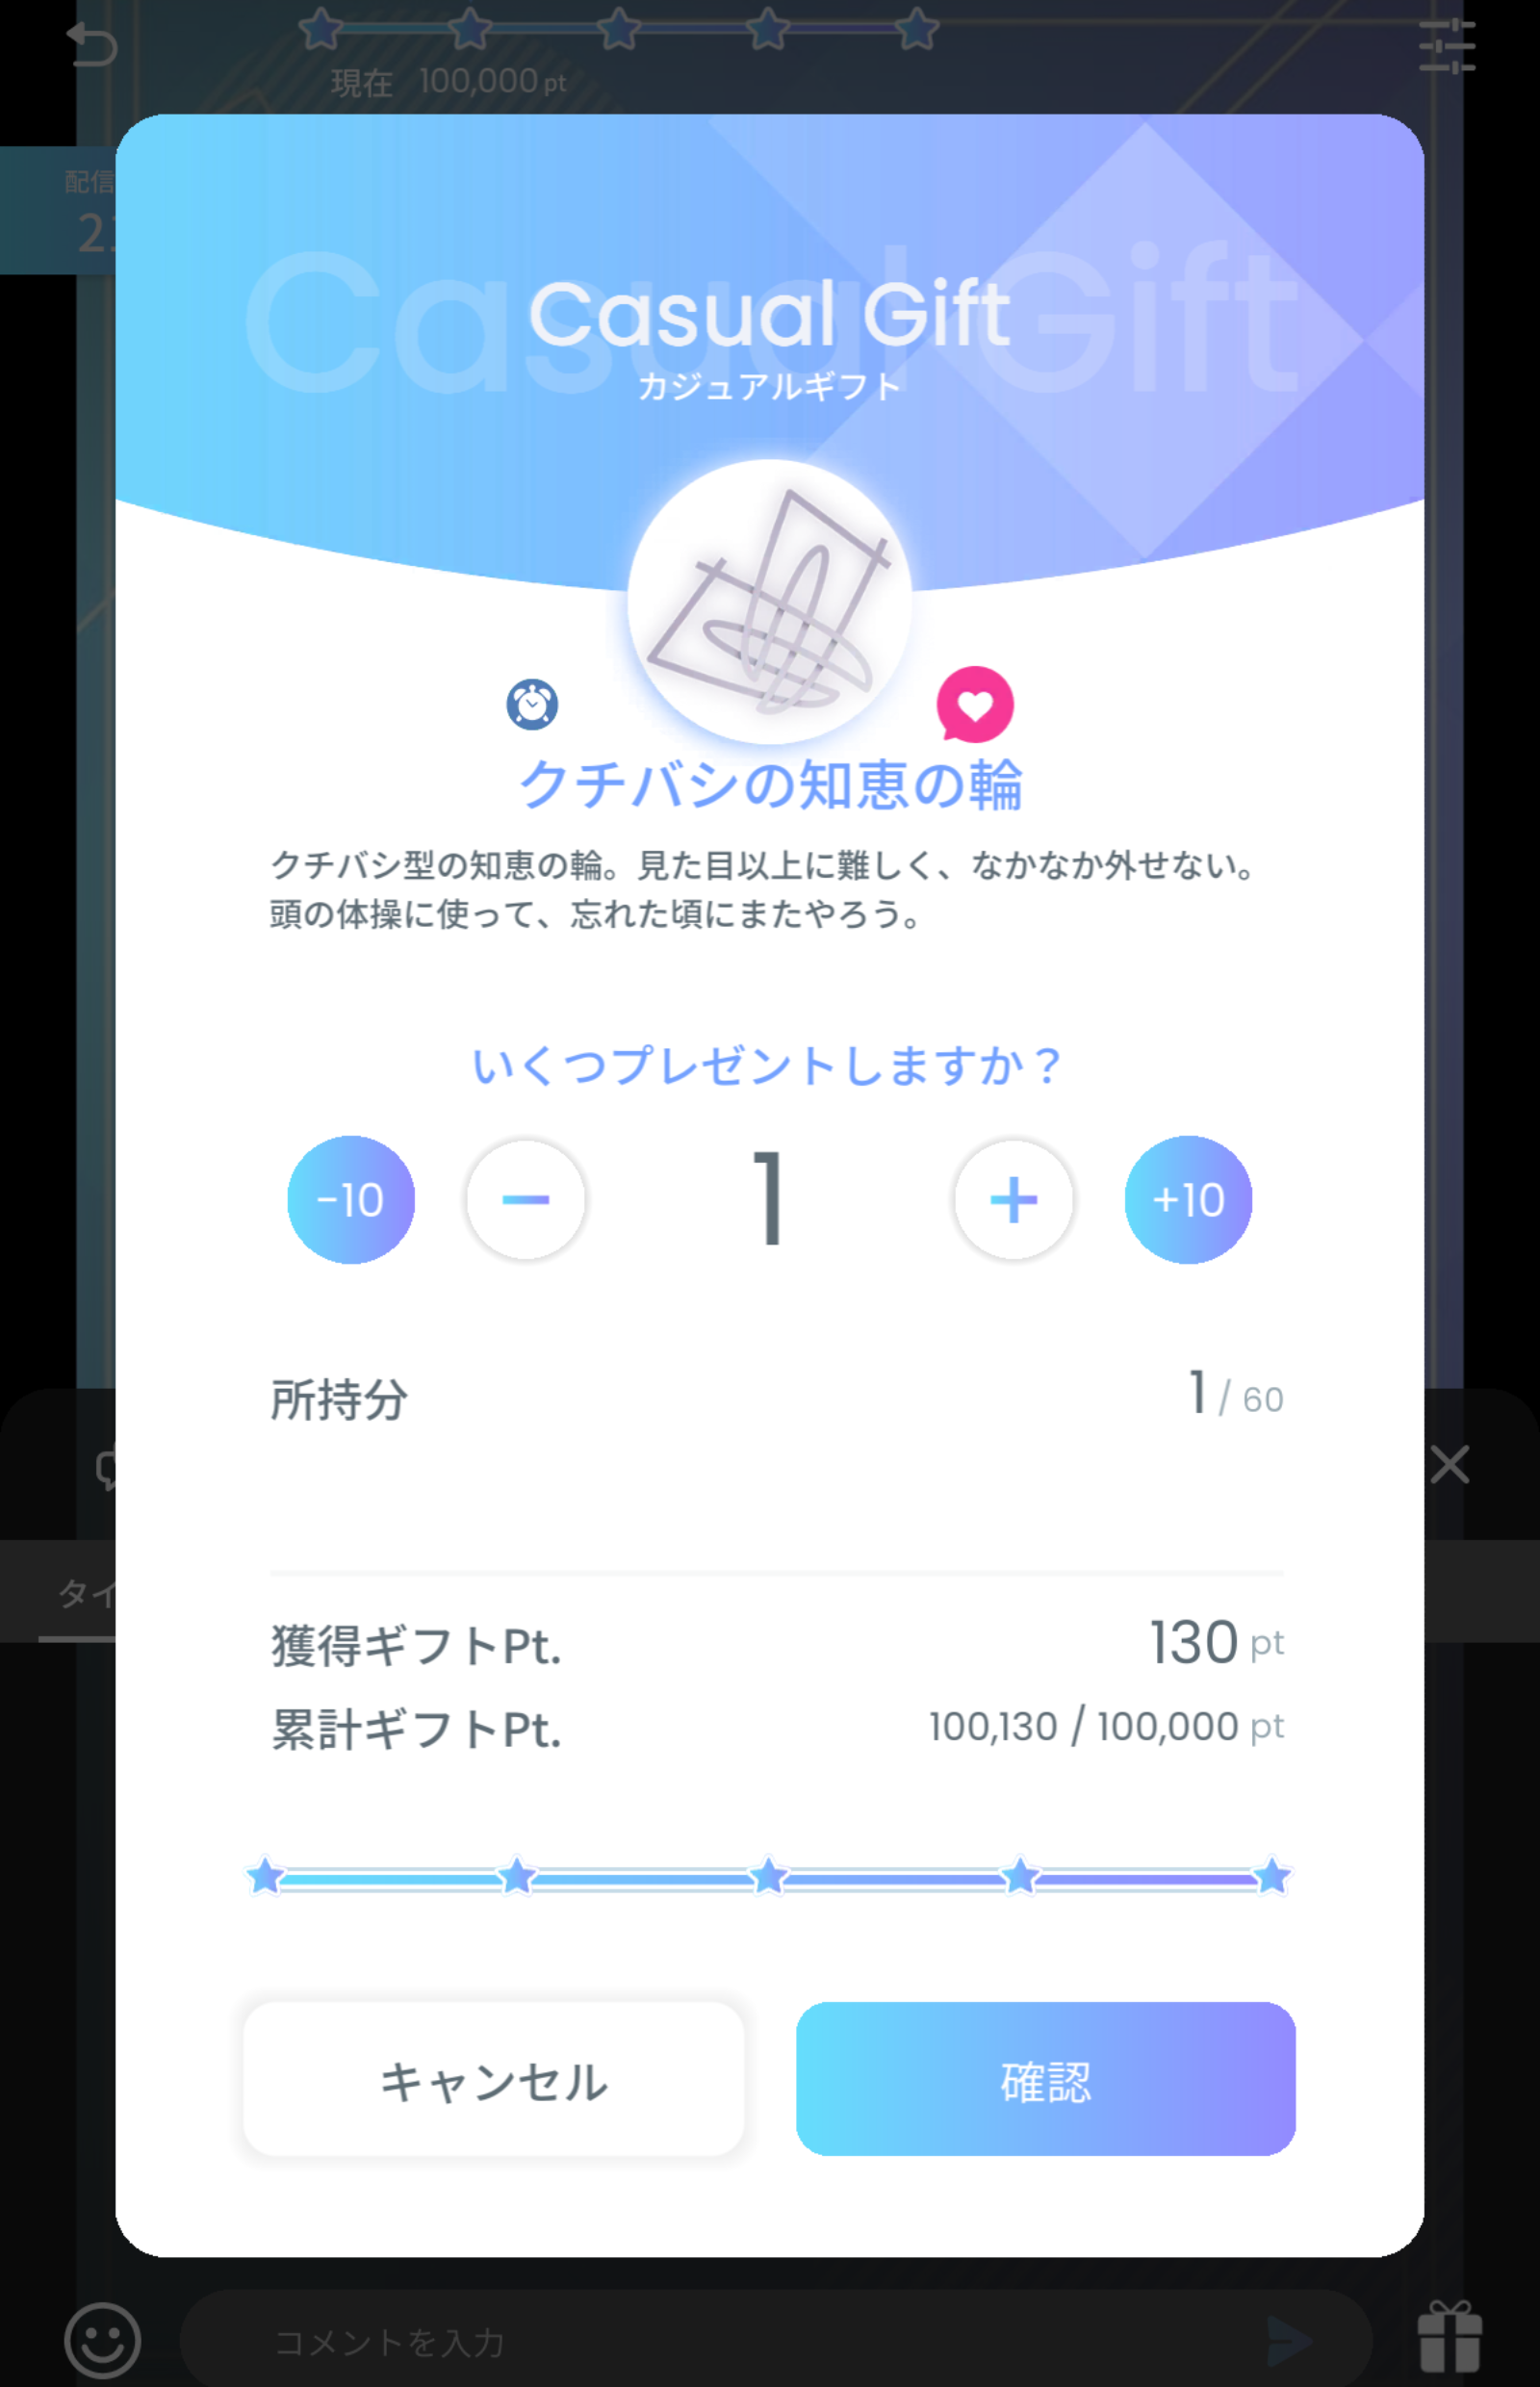 現在 100,000 pt
配信
Casual Gift
Casual Gift
カジュアルギフト
クチバシの知恵の輪
クチバシ型の知恵の輪。見た目以上に難しく、なかなか外せない。
頭の体操に使って、忘れた頃にまたやろう。
いくつプレゼントしますか？
-10 − 1 + +10
所持分 1 / 60
獲得ギフトPt. 130 pt
累計ギフトPt. 100,130 / 100,000 pt
タイ
キャンセル 確認
コメントを入力